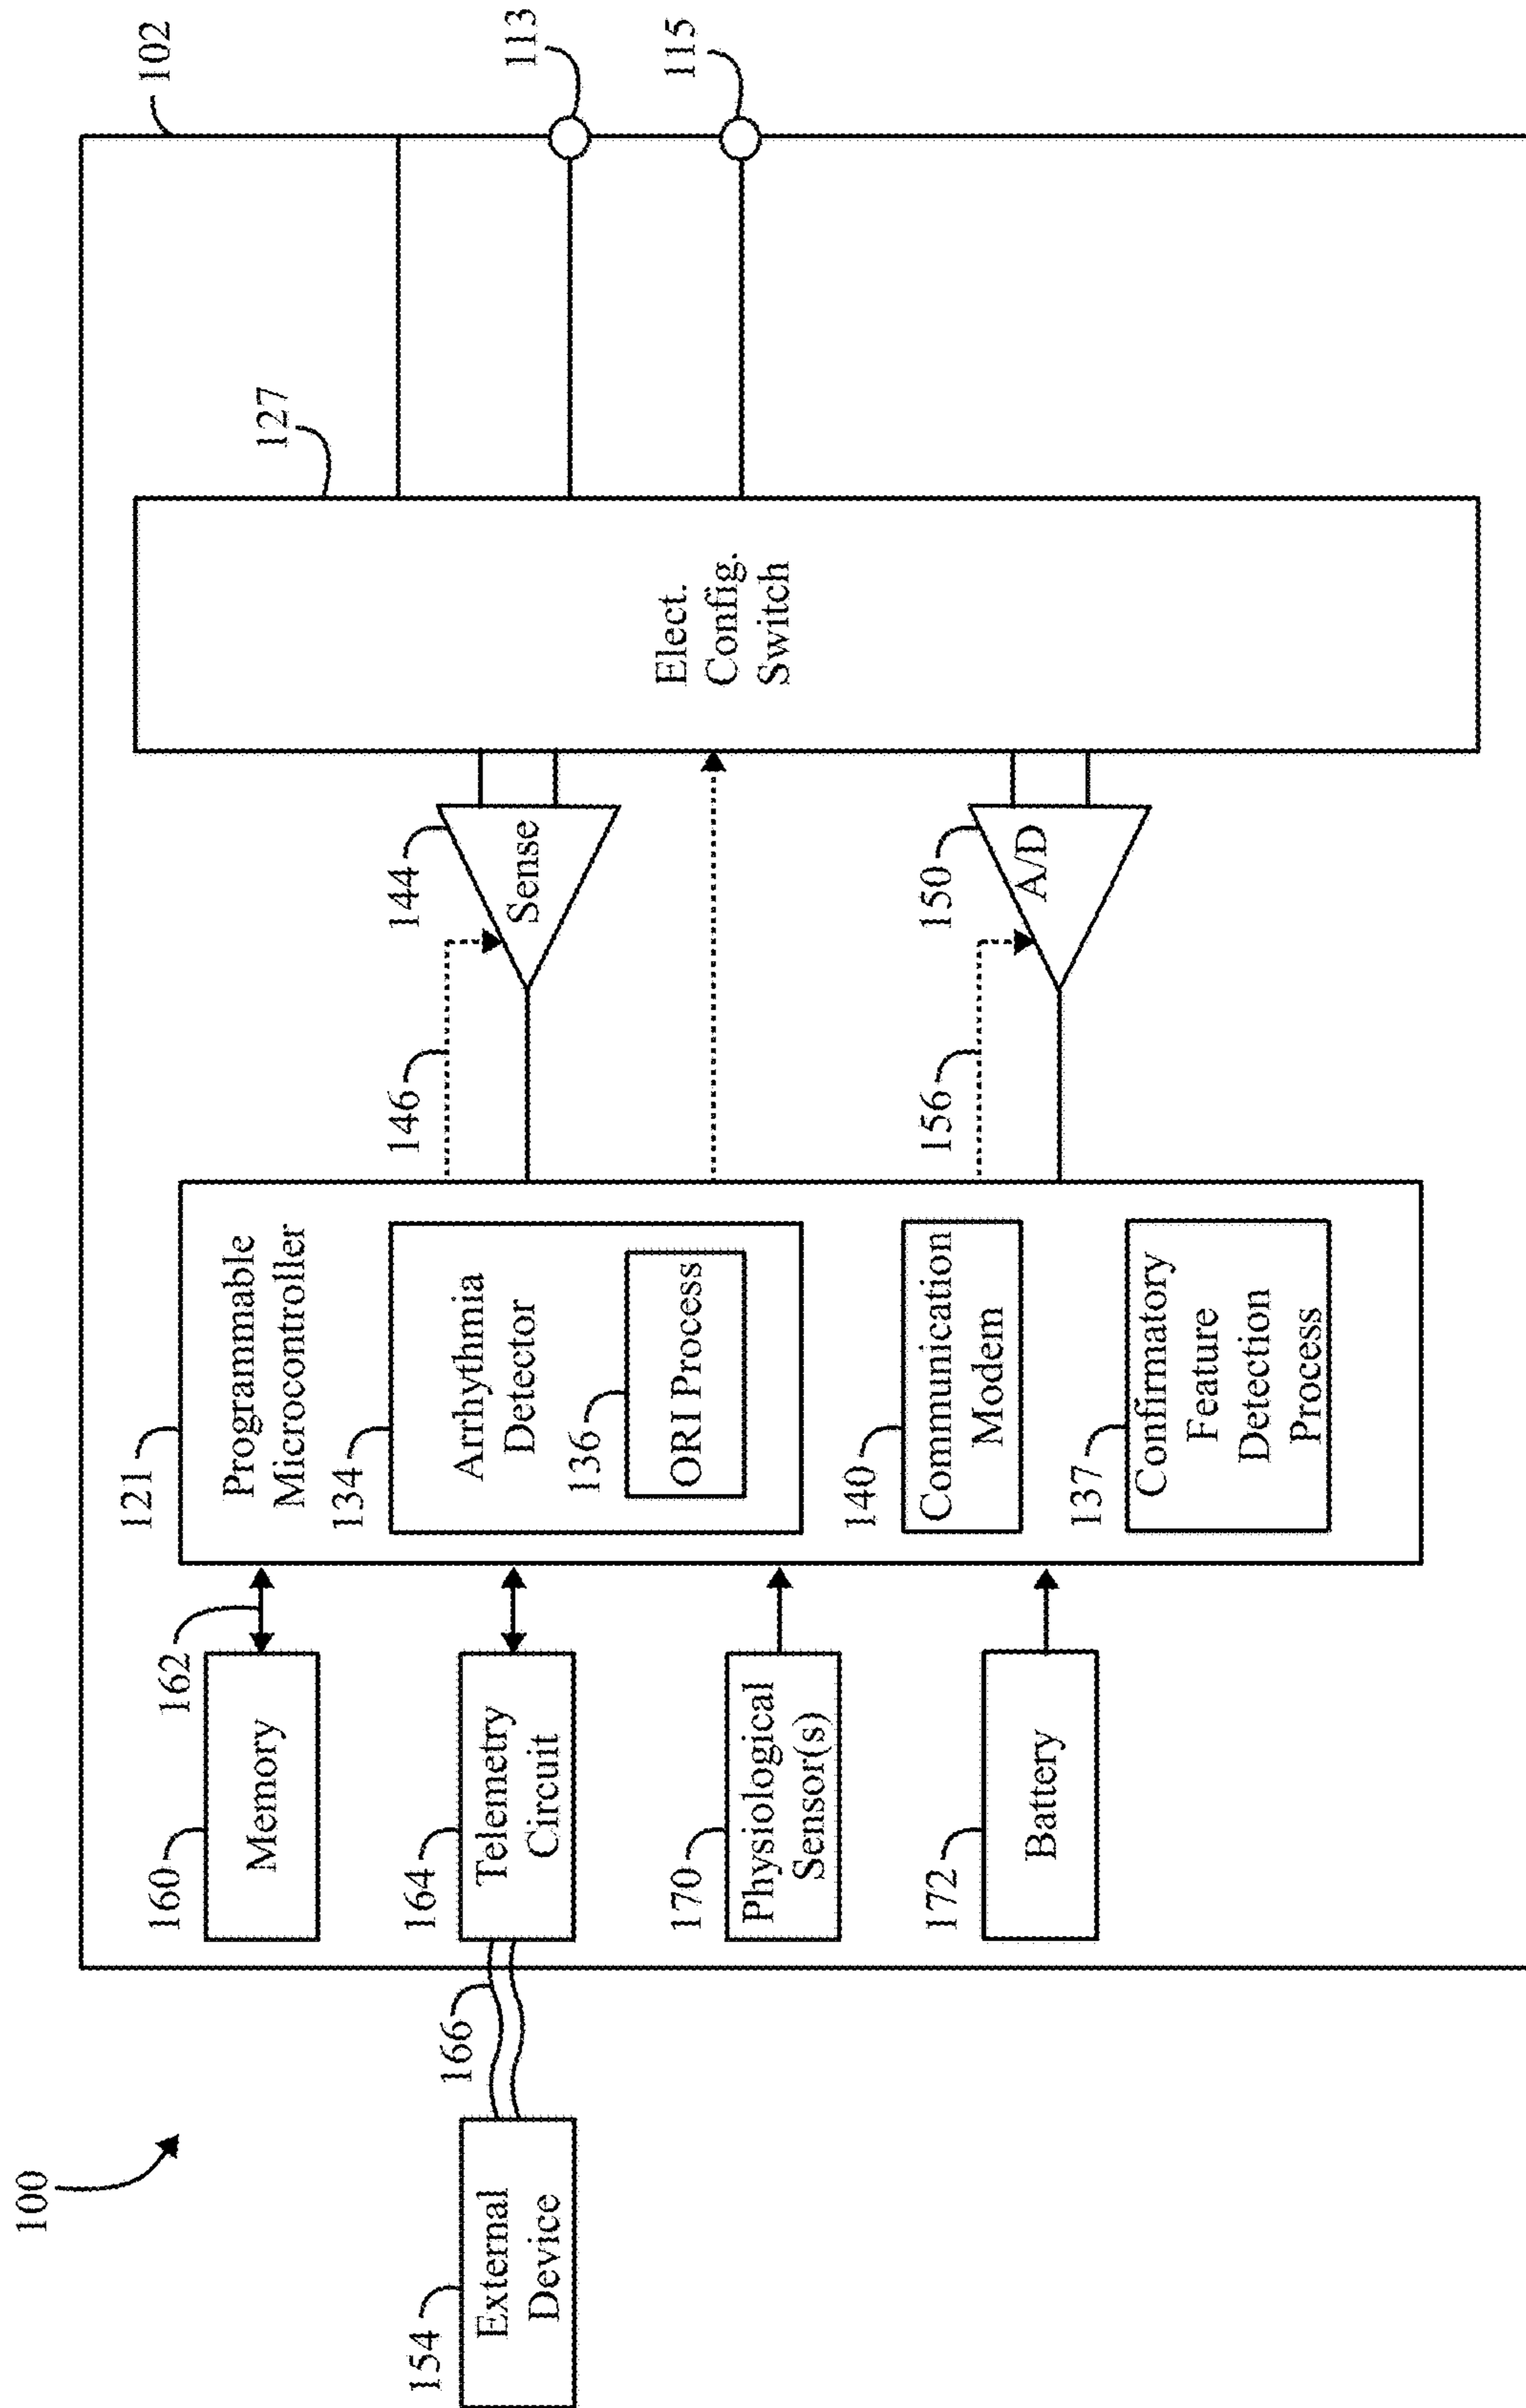 100
102
113
115
127
Elect.
Config.
Switch
144
Sense
146
150
A/D
156
121
Programmable
Microcontroller
134
Arrhythmia
Detector
136
ORI Process
140
Communication
Modem
137
Confirmatory
Feature
Detection
Process
162
160
Memory
164
Telemetry
Circuit
166
170
Physiological
Sensor(s)
172
Battery
154
External
Device